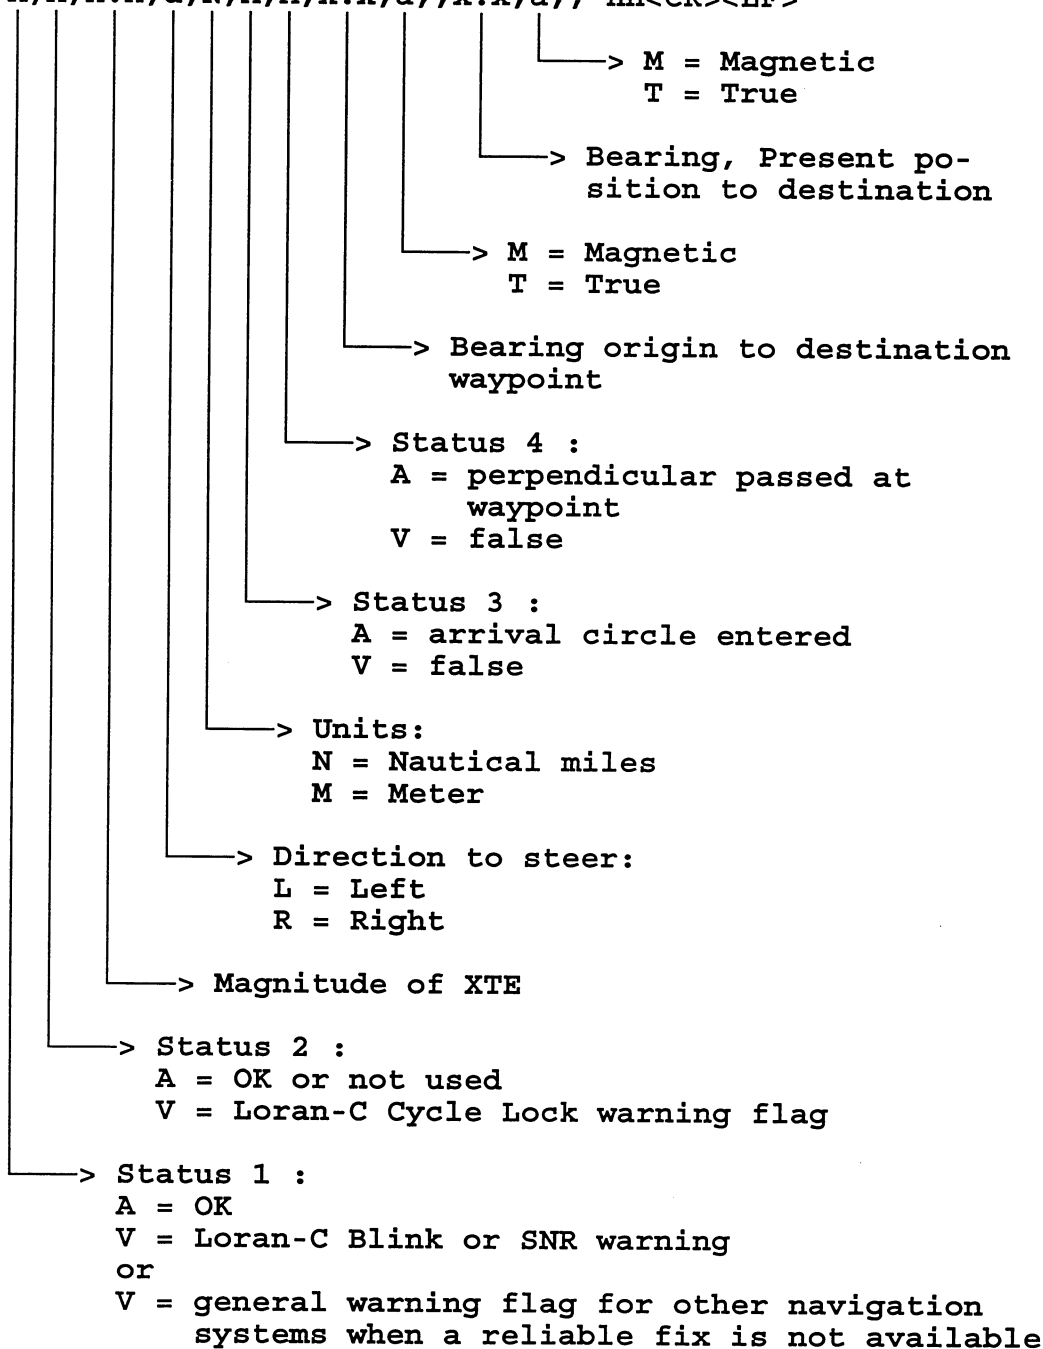 M = Magnetic
T = True
Bearing, Present po-
sition to destination
M = Magnetic
T = True
Bearing origin to destination
waypoint
Status 4 :
A = perpendicular passed at
waypoint
V = false
Status 3 :
A = arrival circle entered
V = false
Units:
N = Nautical miles
M = Meter
Direction to steer:
L = Left
R = Right
Magnitude of XTE
Status 2 :
A = OK or not used
V = Loran-C Cycle Lock warning flag
Status 1 :
A = OK
V = Loran-C Blink or SNR warning
or
V = general warning flag for other navigation
systems when a reliable fix is not available